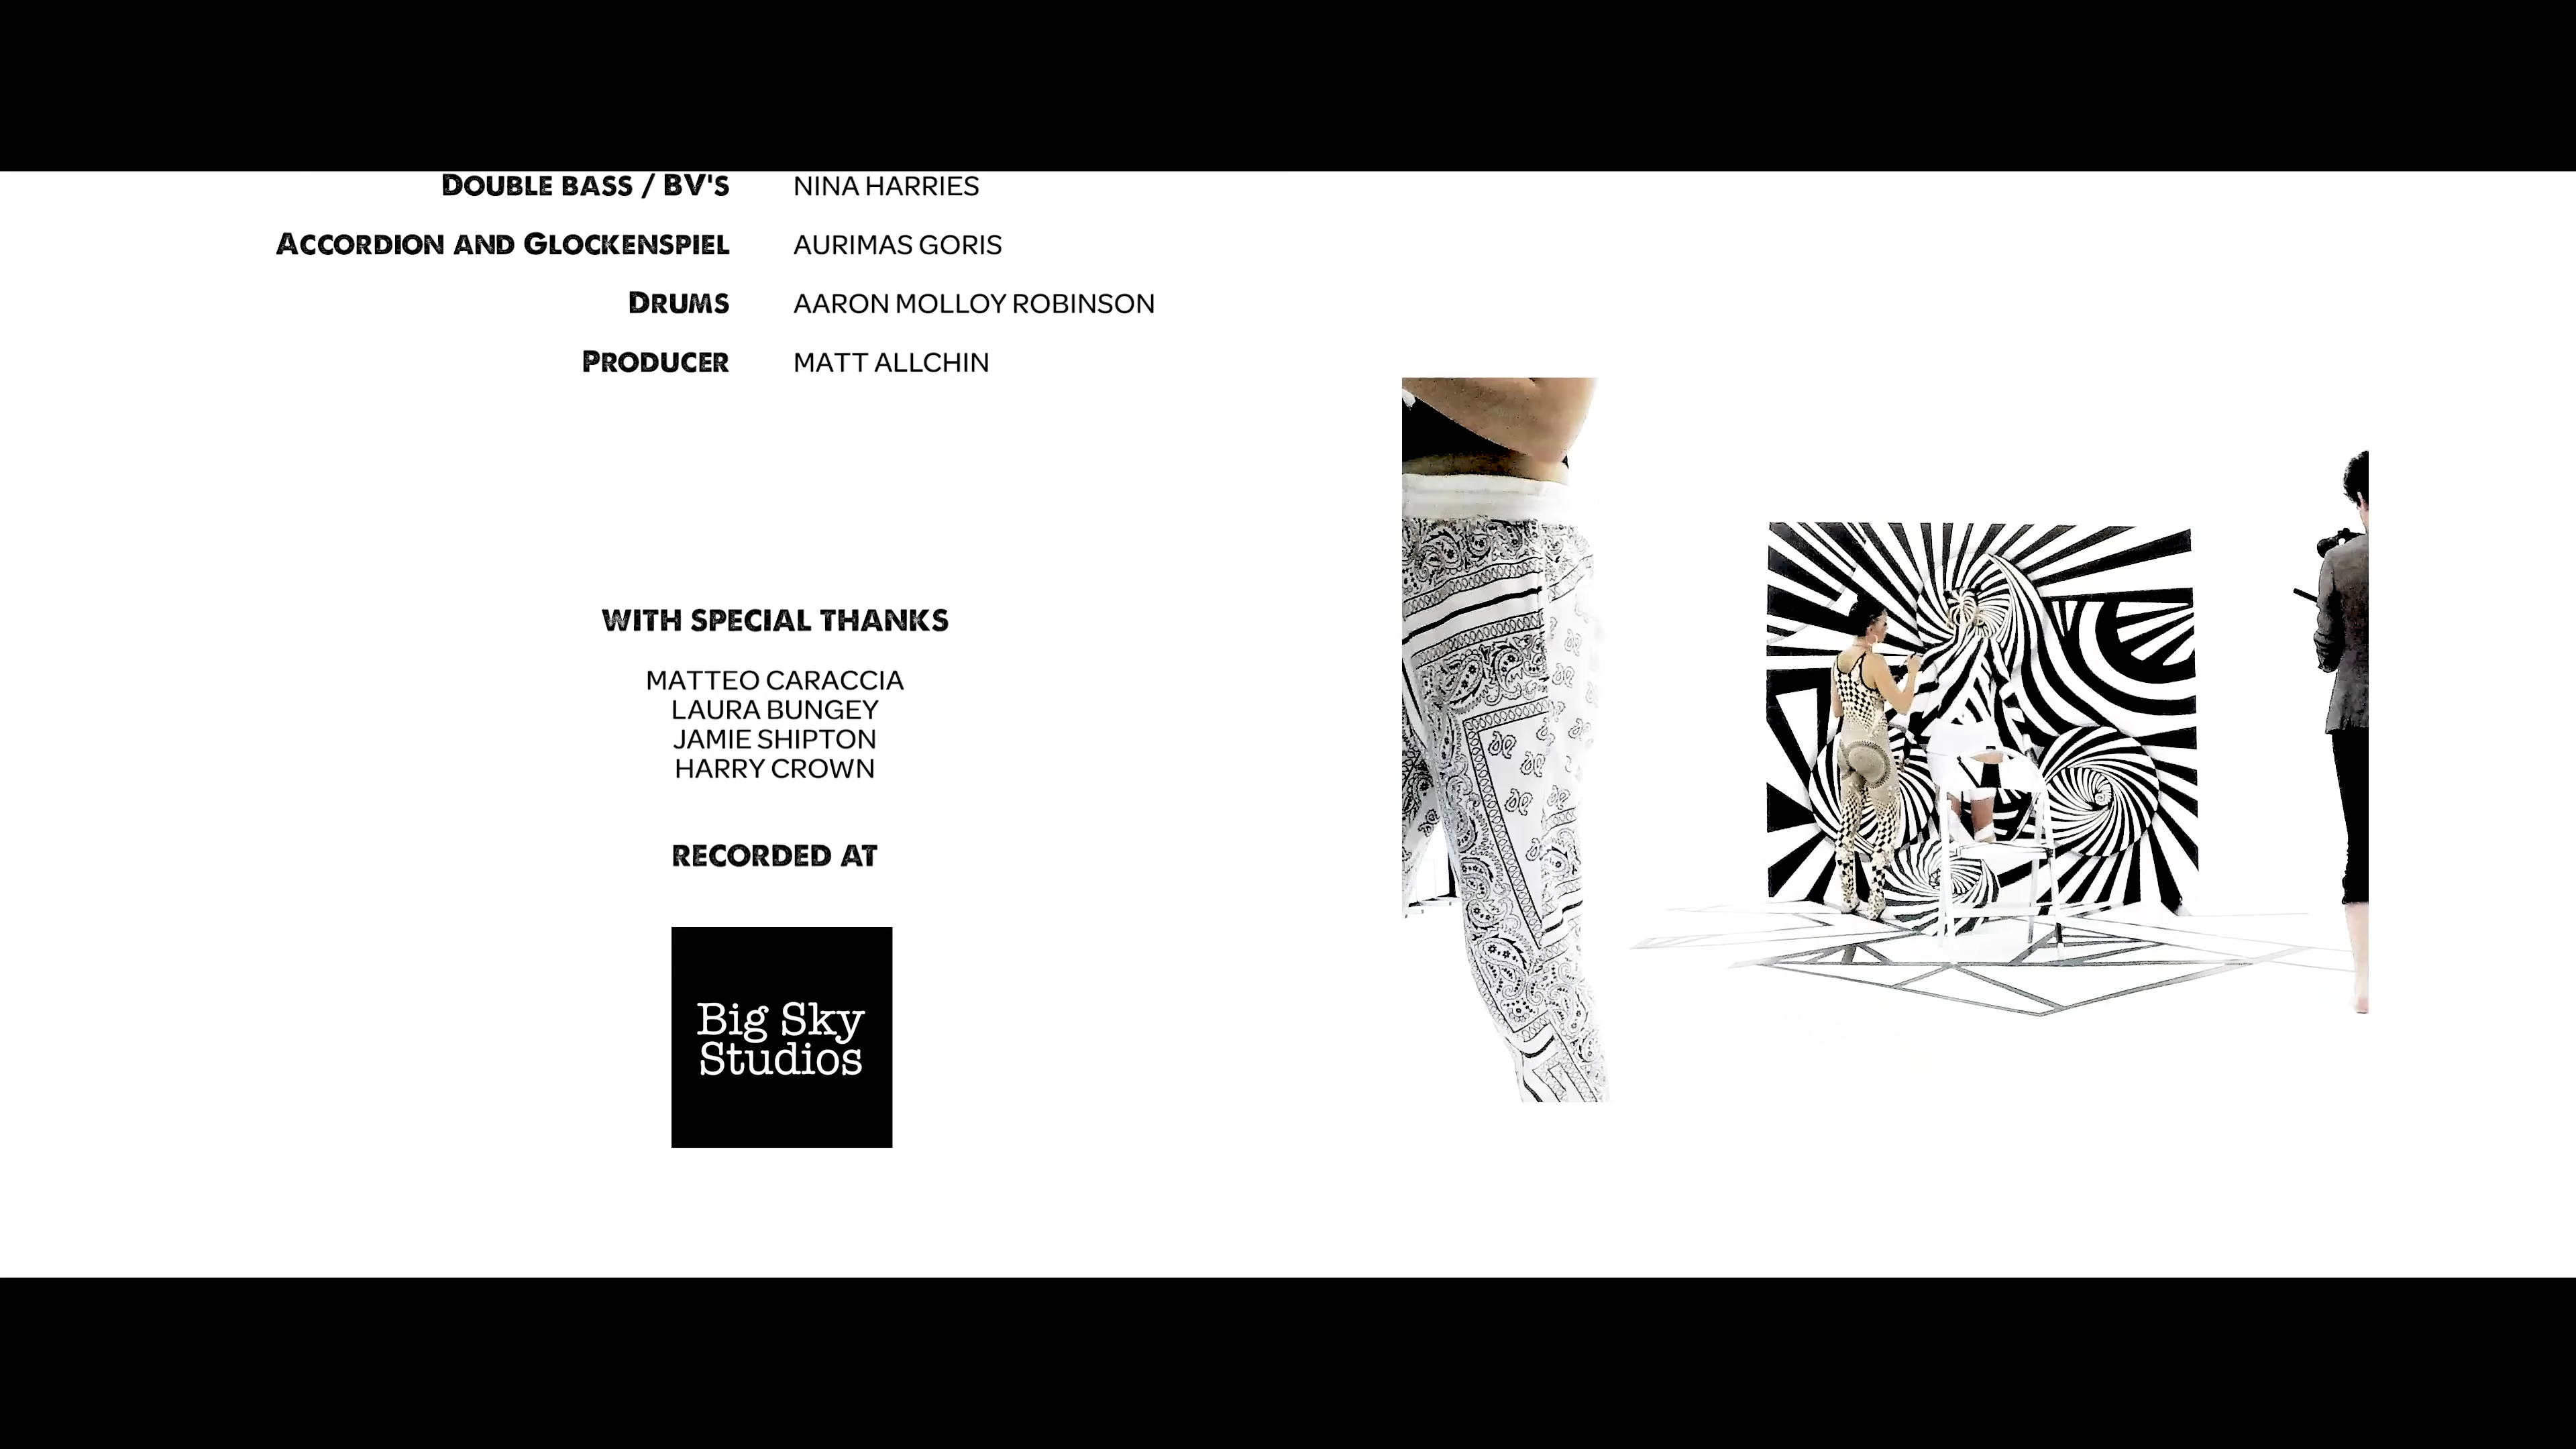 DOUBLE BASS / BV'S NINA HARRIES
ACCORDION AND GLOCKENSPIEL AURIMAS GORIS
DRUMS AARON MOLLOY ROBINSON
PRODUCER MATT ALLCHIN
WITH SPECIAL THANKS
MATTEO CARACCIA
LAURA BUNGEY
JAMIE SHIPTON
HARRY CROWN
RECORDED AT
Big Sky
Studios